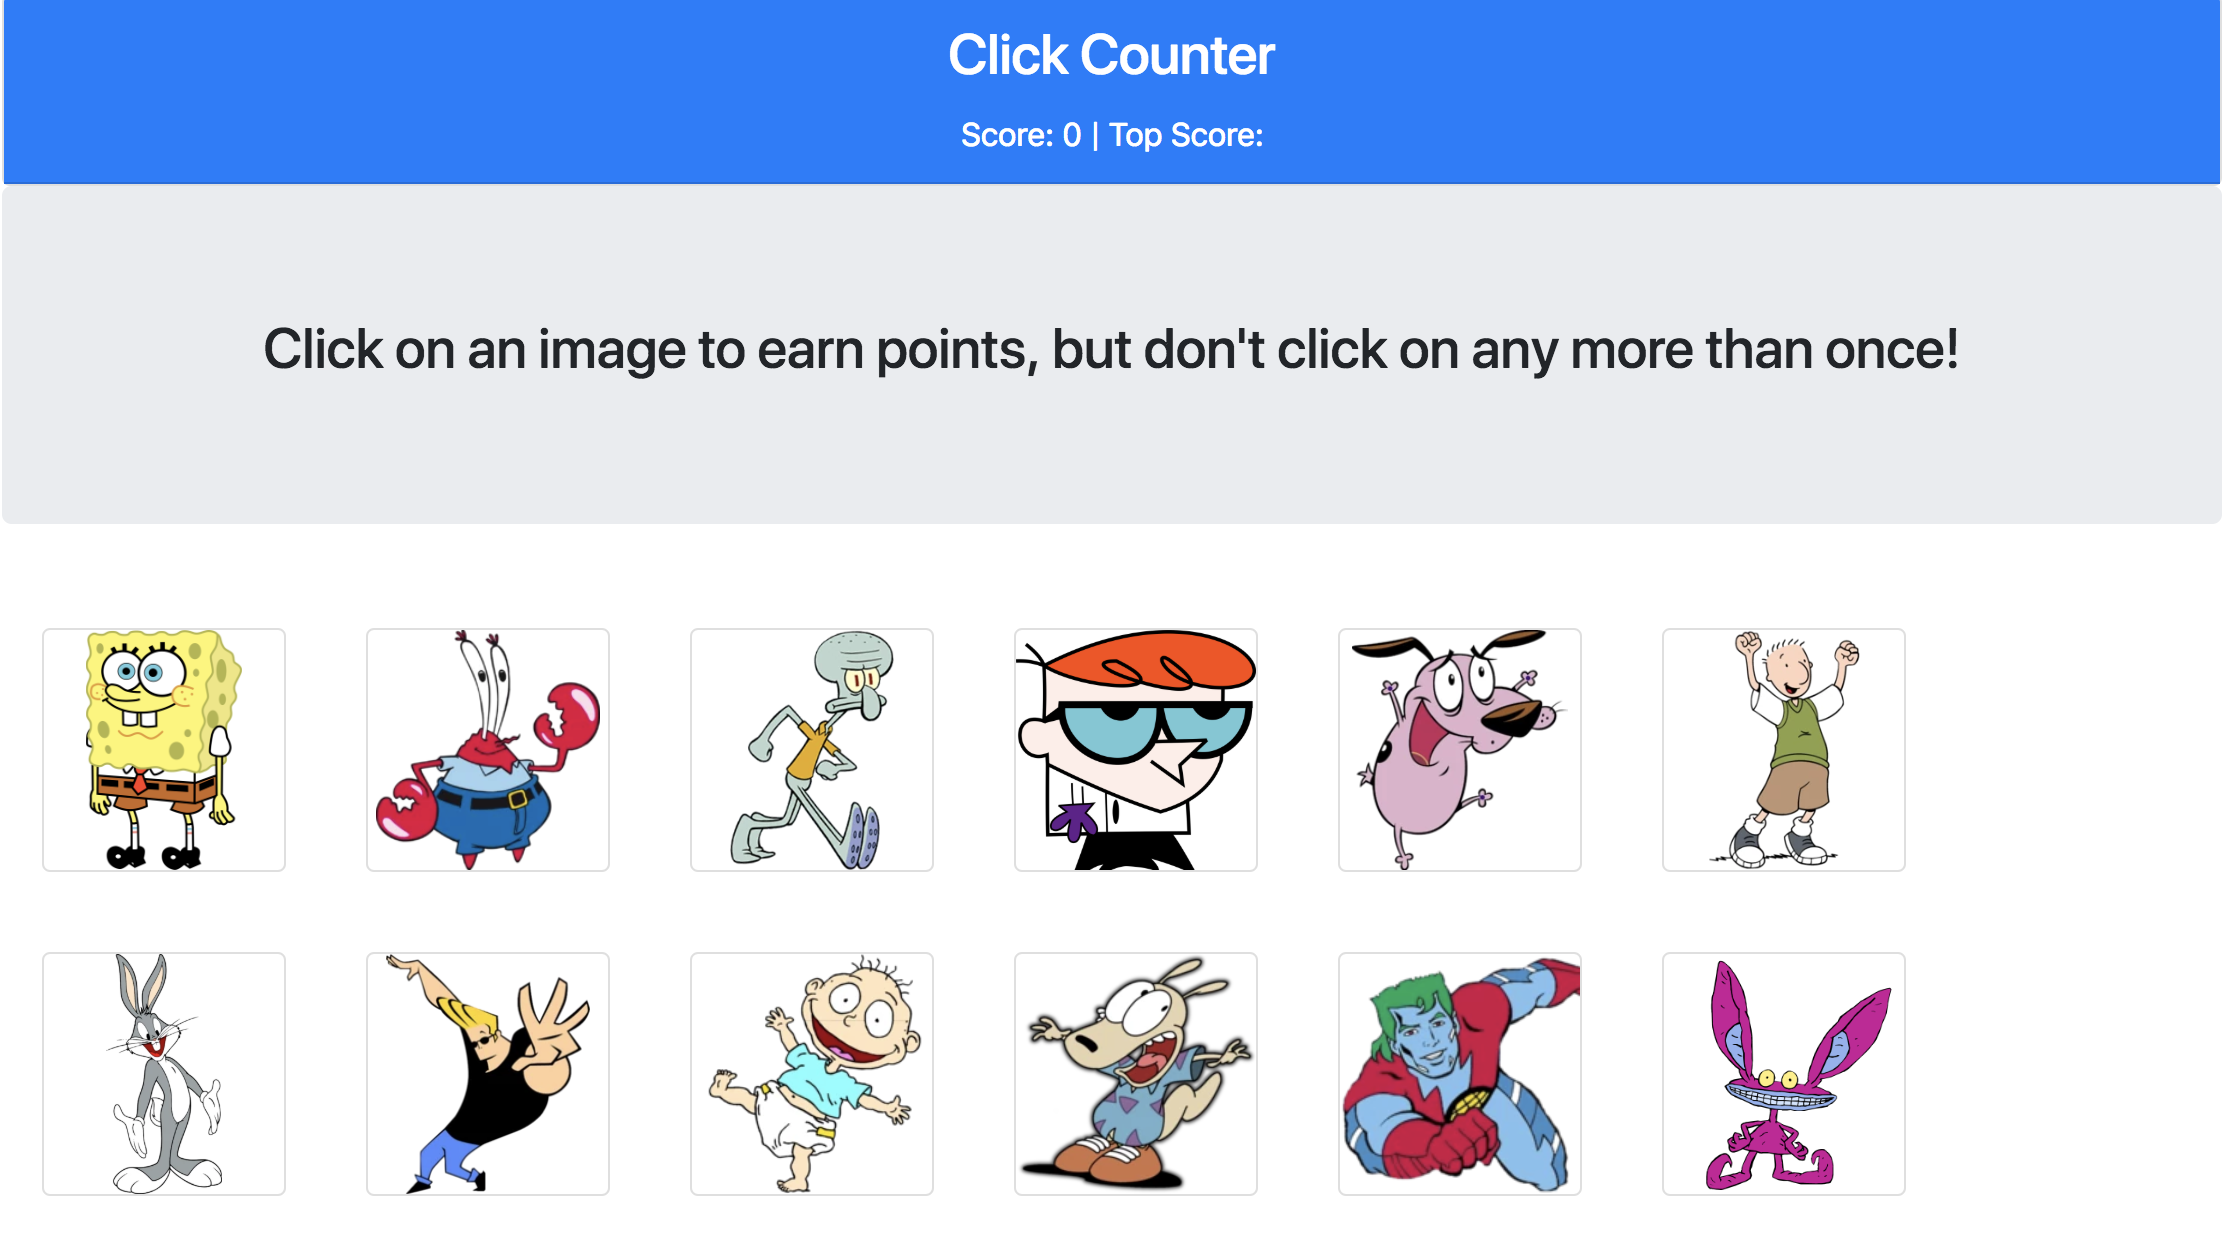 Click Counter
Score: 0 | Top Score:
Click on an image to earn points, but don't click on any more than once!